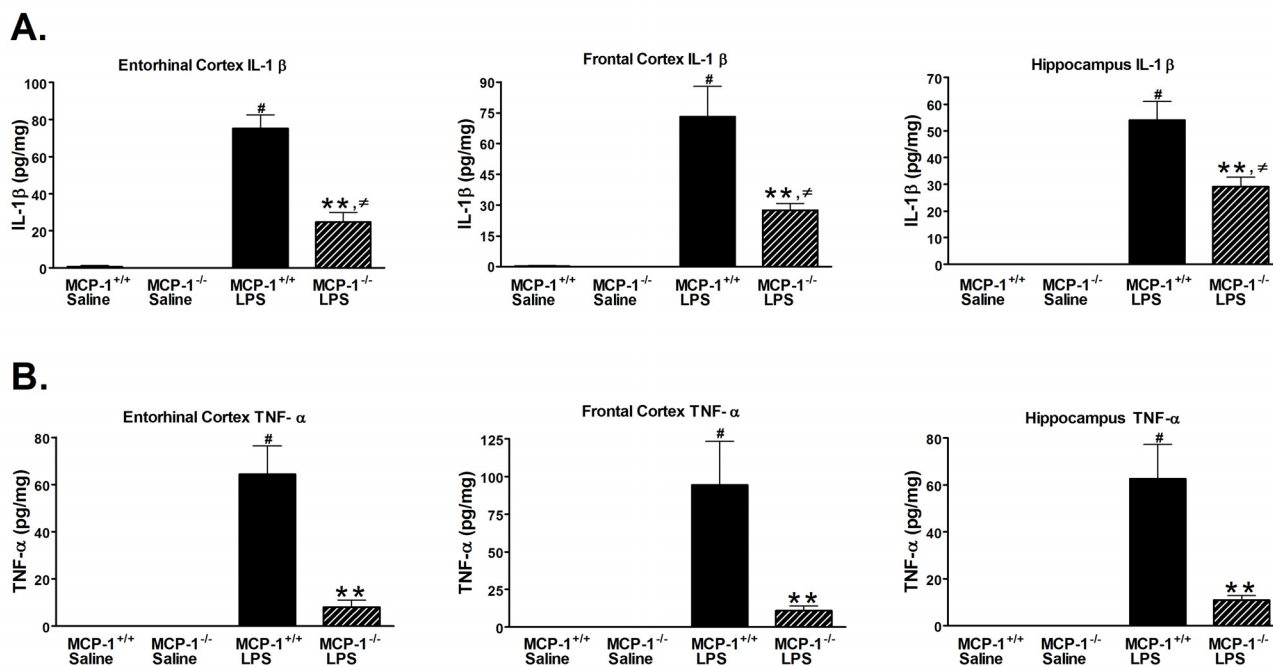 A.
Entorhinal Cortex IL-1 β
IL-1β (pg/mg)
100
80
60
40
20
0
#
**,≠
MCP-1+/+ Saline
MCP-1-/- Saline
MCP-1+/+ LPS
MCP-1-/- LPS
Frontal Cortex IL-1 β
IL-1β (pg/mg)
90
75
60
45
30
15
0
#
**,≠
MCP-1+/+ Saline
MCP-1-/- Saline
MCP-1+/+ LPS
MCP-1-/- LPS
Hippocampus IL-1 β
IL-1β (pg/mg)
70
60
50
40
30
20
10
0
#
**,≠
MCP-1+/+ Saline
MCP-1-/- Saline
MCP-1+/+ LPS
MCP-1-/- LPS
B.
Entorhinal Cortex TNF- α
TNF-α (pg/mg)
80
60
40
20
0
#
**
MCP-1+/+ Saline
MCP-1-/- Saline
MCP-1+/+ LPS
MCP-1-/- LPS
Frontal Cortex TNF- α
TNF-α (pg/mg)
125
100
75
50
25
0
#
**
MCP-1+/+ Saline
MCP-1-/- Saline
MCP-1+/+ LPS
MCP-1-/- LPS
Hippocampus TNF-α
TNF-α (pg/mg)
80
60
40
20
0
#
**
MCP-1+/+ Saline
MCP-1-/- Saline
MCP-1+/+ LPS
MCP-1-/- LPS